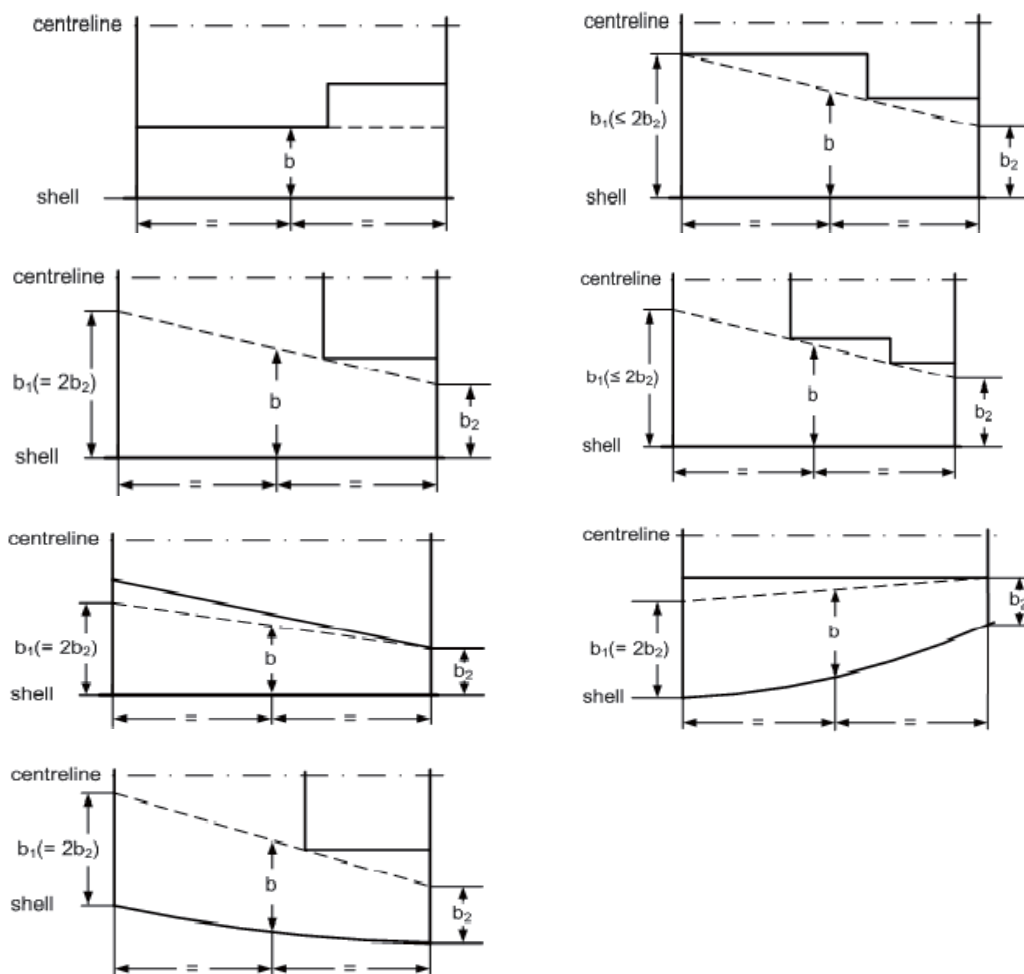 centreline
b
shell
= =
centreline
b₁(≤ 2b₂)
b
b₂
shell
= =
centreline
b₁(= 2b₂)
b
b₂
shell
= =
centreline
b₁(≤ 2b₂)
b
b₂
shell
= =
centreline
b₁(= 2b₂)
b
b₂
shell
= =
centreline
b₂
b
b₁(= 2b₂)
shell
= =
centreline
b₁(= 2b₂)
b
shell
b₂
= =